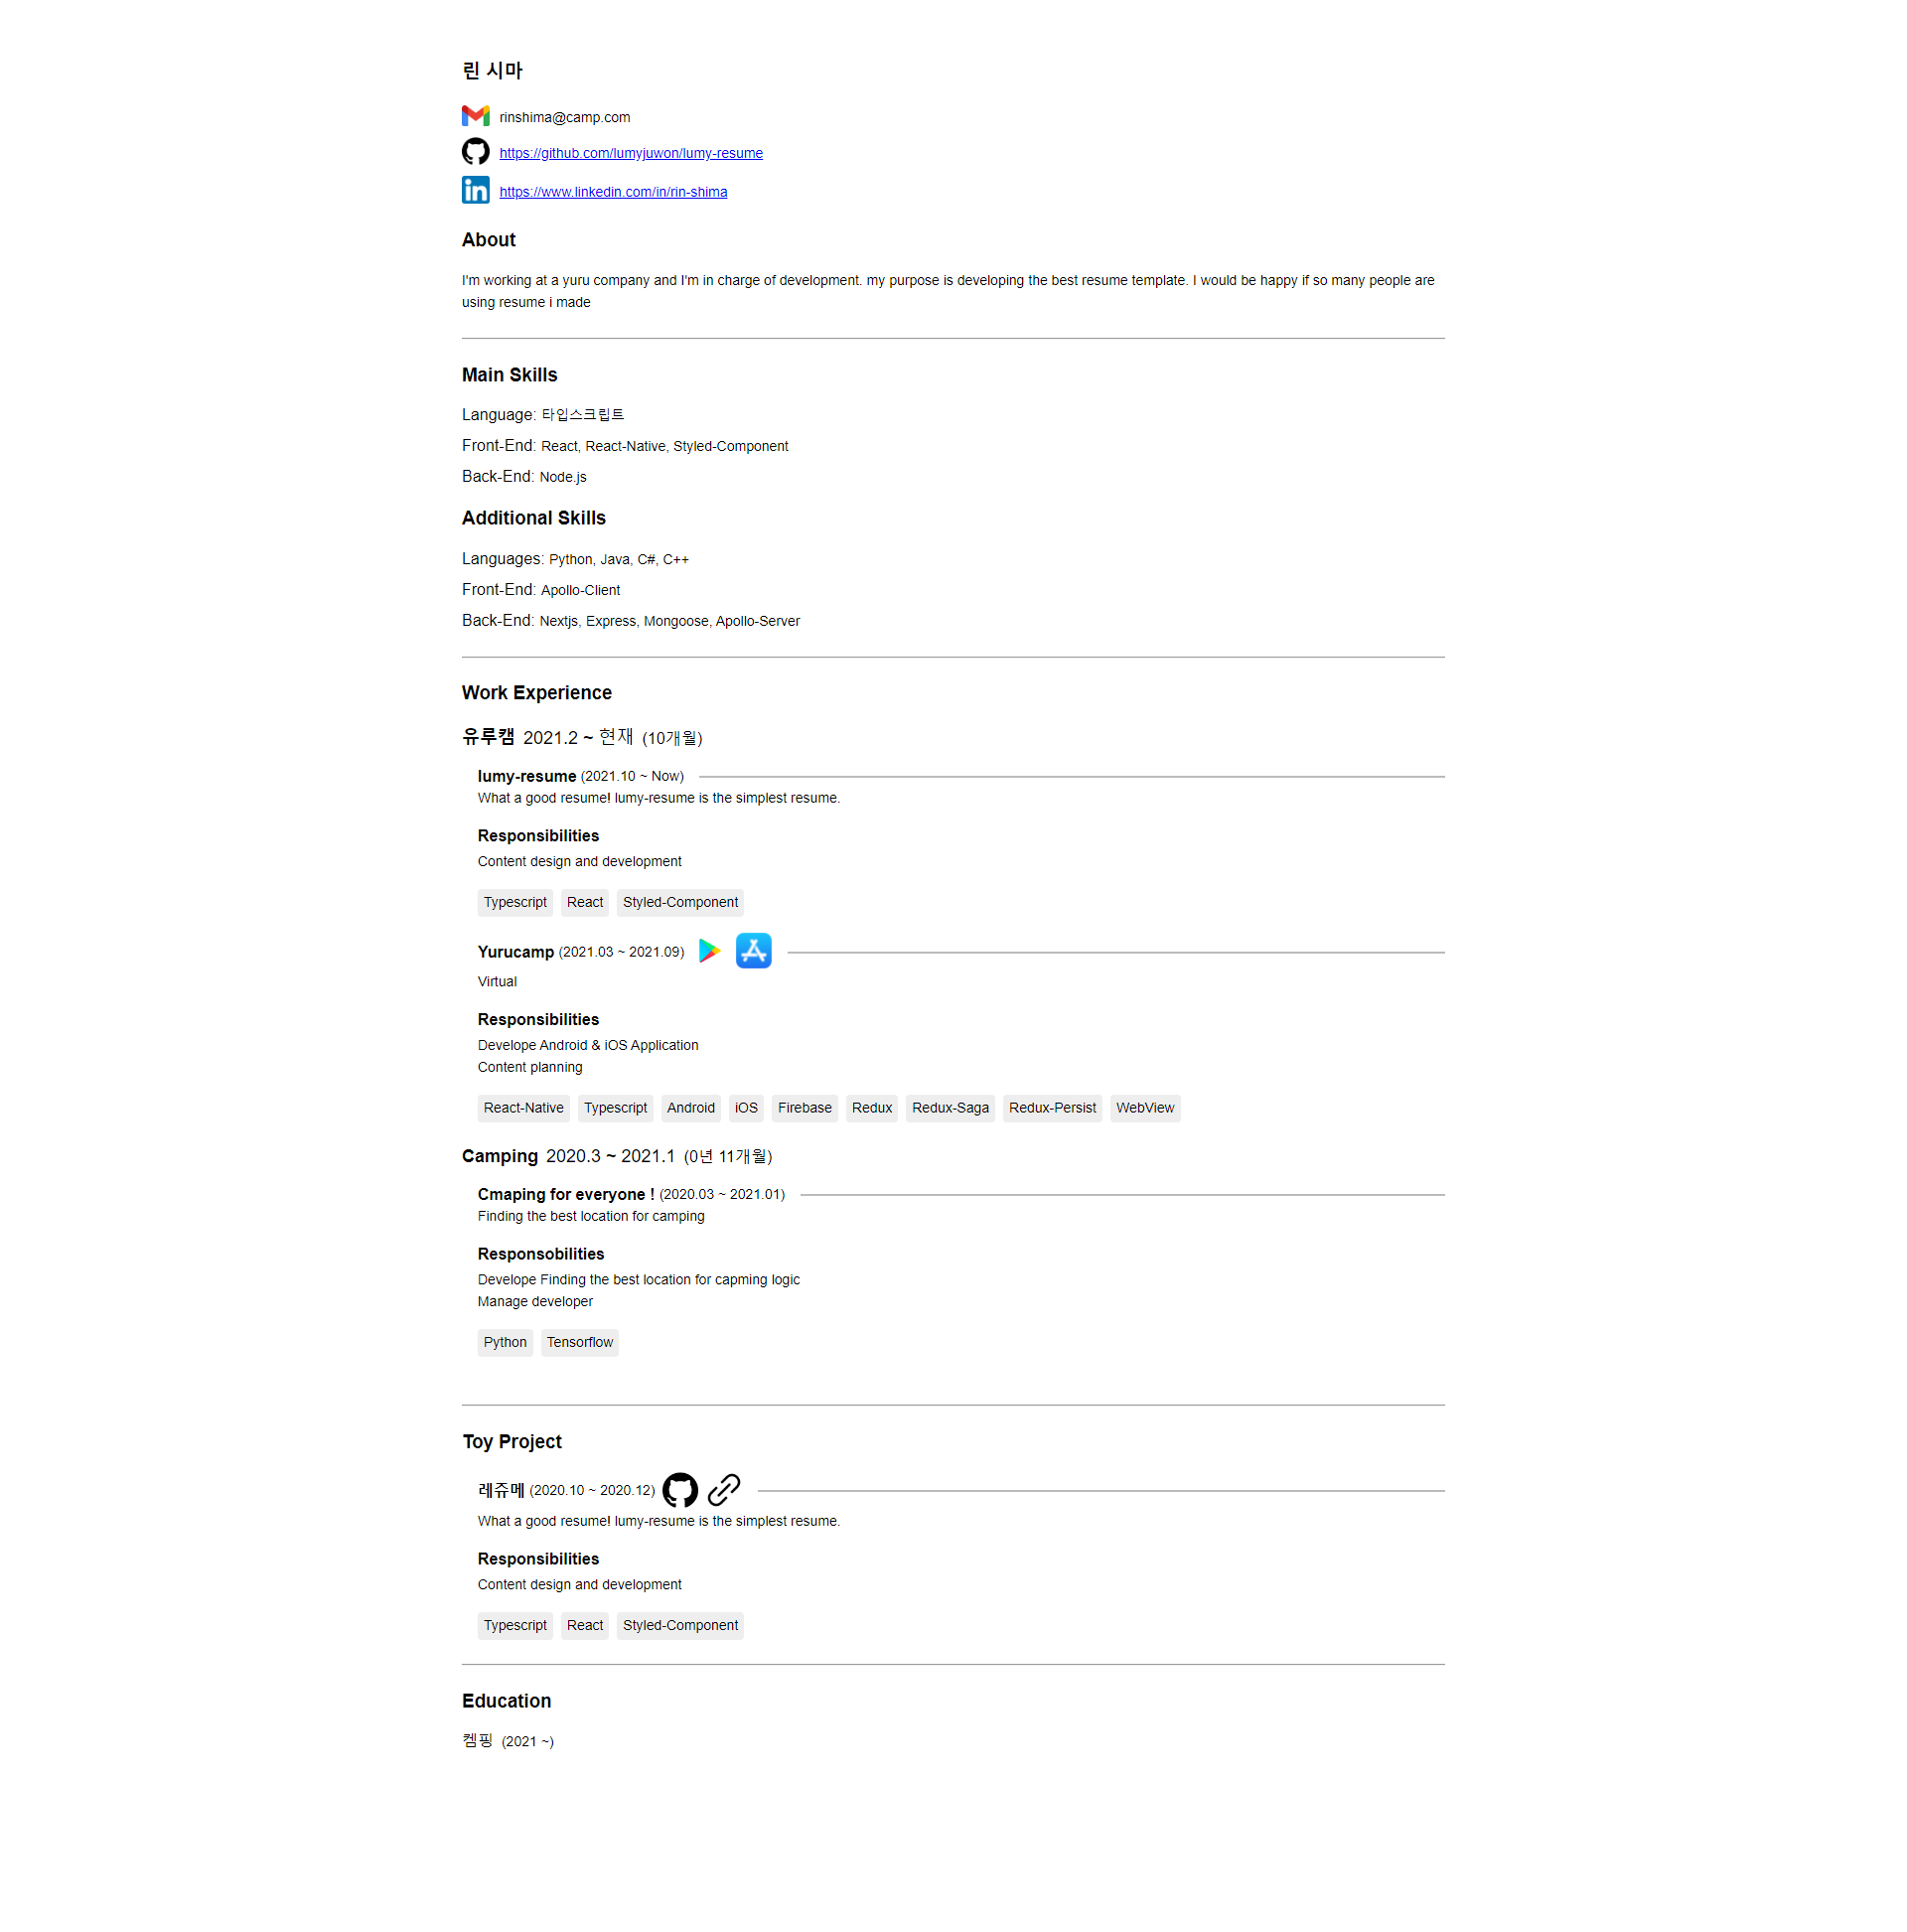 린 시마
rinshima@camp.com
https://github.com/lumyjuwon/lumy-resume
in https://www.linkedin.com/in/rin-shima
About
I'm working at a yuru company and I'm in charge of development. my purpose is developing the best resume template. I would be happy if so many people are
using resume i made
Main Skills
Language: 타입스크립트
Front-End: React, React-Native, Styled-Component
Back-End: Node.js
Additional Skills
Languages: Python, Java, C#, C++
Front-End: Apollo-Client
Back-End: Nextjs, Express, Mongoose, Apollo-Server
Work Experience
유루캠 2021.2 ~ 현재 (10개월)
lumy-resume (2021.10 ~ Now)
What a good resume! lumy-resume is the simplest resume.
Responsibilities
Content design and development
Typescript React Styled-Component
Yurucamp (2021.03 ~ 2021.09)
Virtual
Responsibilities
Develope Android & iOS Application
Content planning
React-Native Typescript Android iOS Firebase Redux Redux-Saga Redux-Persist WebView
Camping 2020.3 ~ 2021.1 (0년 11개월)
Cmaping for everyone ! (2020.03 ~ 2021.01)
Finding the best location for camping
Responsobilities
Develope Finding the best location for capming logic
Manage developer
Python Tensorflow
Toy Project
레쥬메 (2020.10 ~ 2020.12)
What a good resume! lumy-resume is the simplest resume.
Responsibilities
Content design and development
Typescript React Styled-Component
Education
켐핑 (2021 ~)